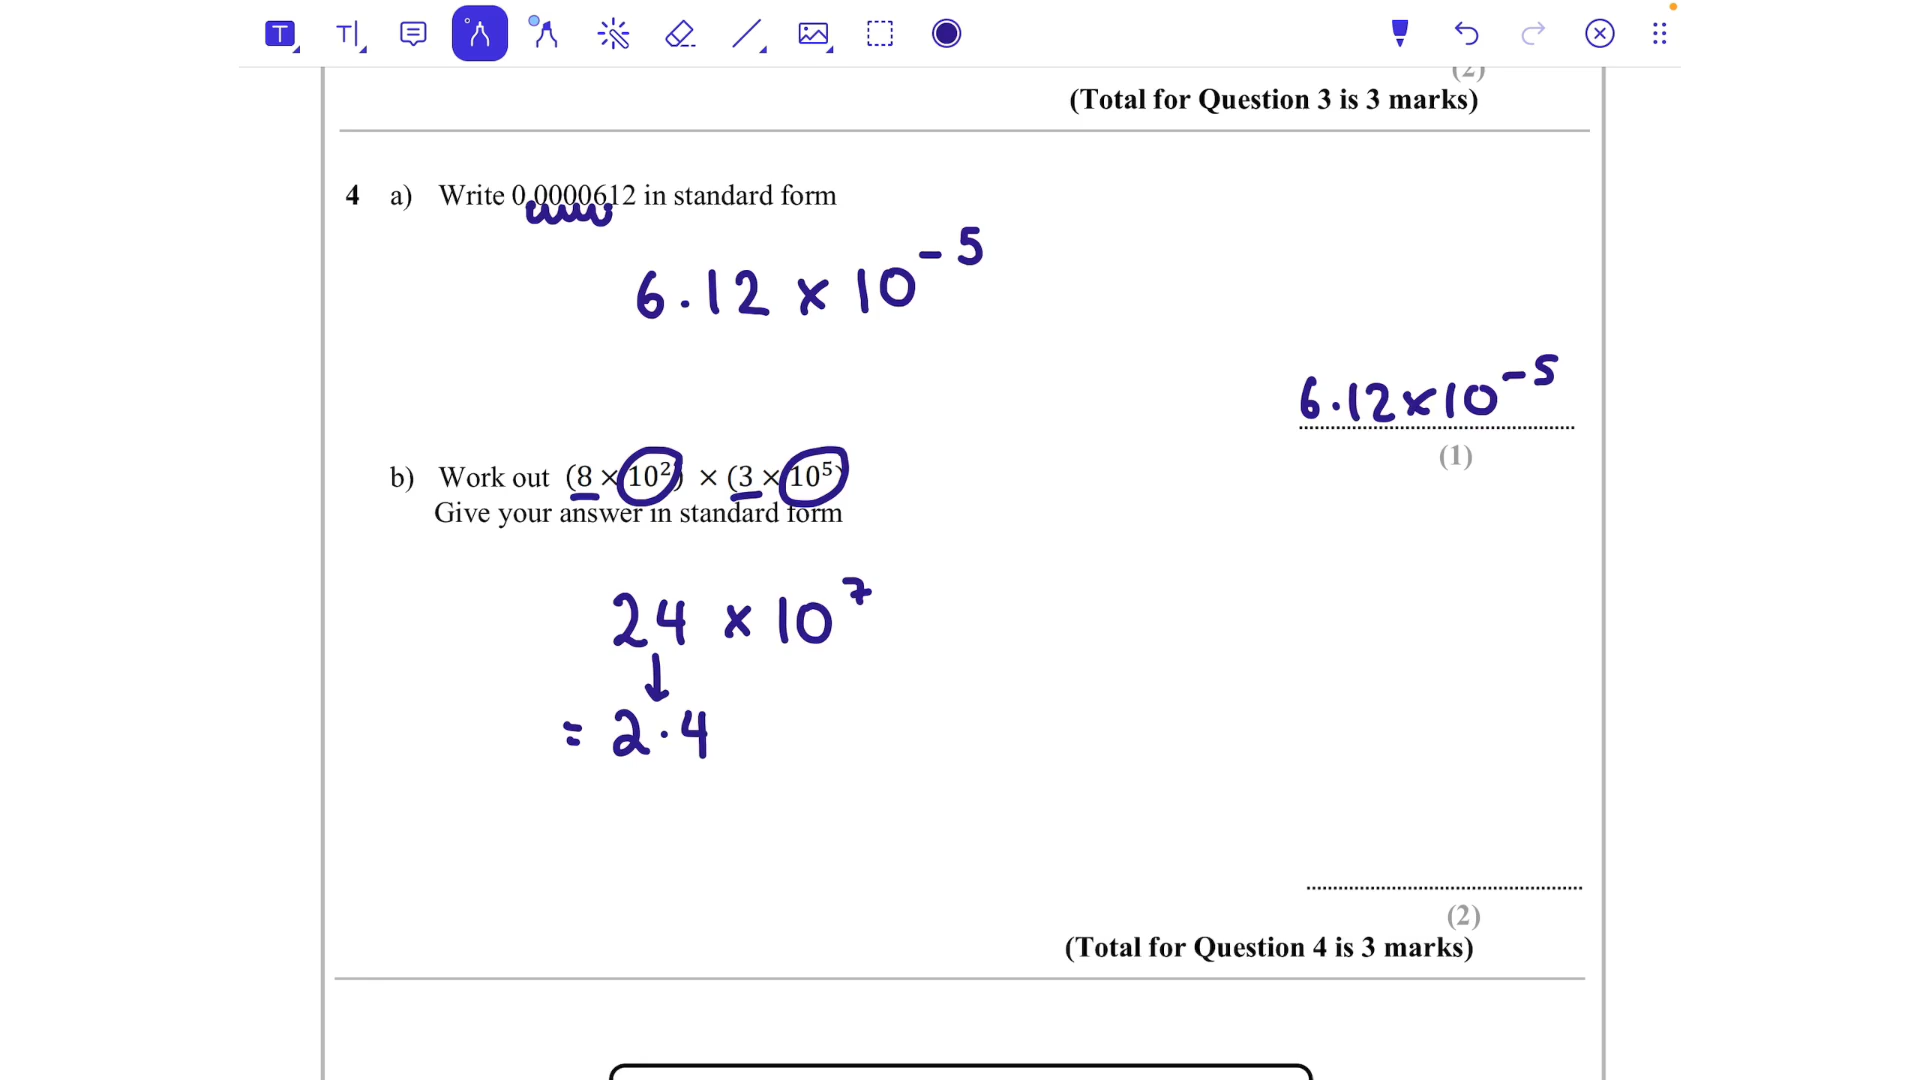 (2)
(Total for Question 3 is 3 marks)
4 a) Write 0.0000612 in standard form
6.12 × 10⁻⁵
6.12×10⁻⁵
(1)
b) Work out (8 × 10²) × (3 × 10⁵)
Give your answer in standard form
24 × 10⁷
= 2.4
(2)
(Total for Question 4 is 3 marks)